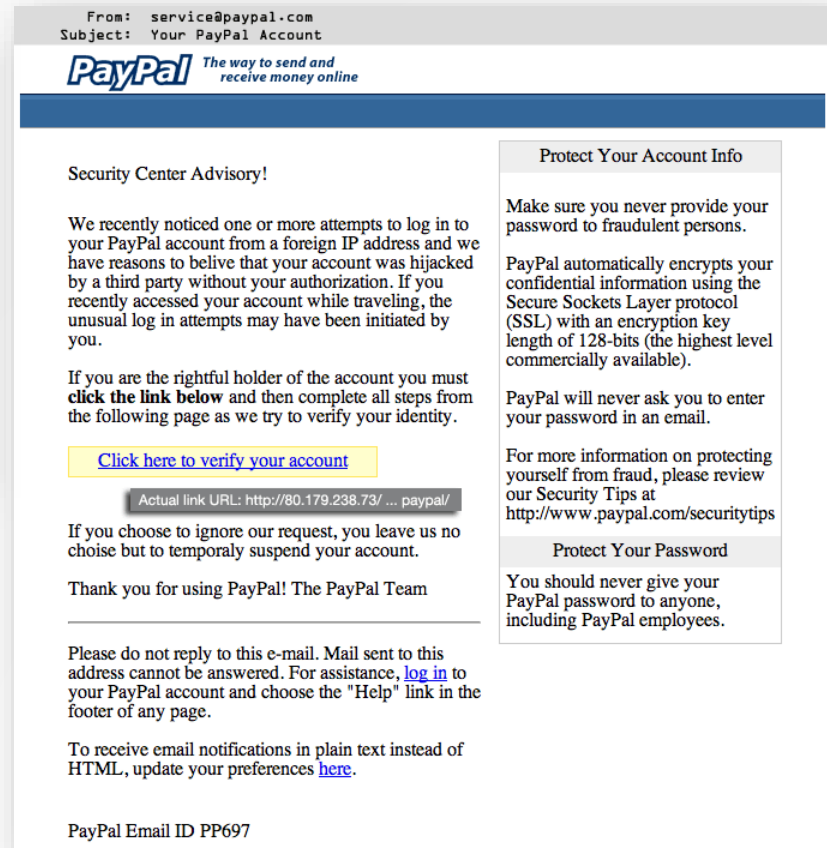 From: service@paypal.com
Subject: Your PayPal Account
PayPal The way to send and
receive money online
Security Center Advisory!
We recently noticed one or more attempts to log in to
your PayPal account from a foreign IP address and we
have reasons to belive that your account was hijacked
by a third party without your authorization. If you
recently accessed your account while traveling, the
unusual log in attempts may have been initiated by
you.
If you are the rightful holder of the account you must
click the link below and then complete all steps from
the following page as we try to verify your identity.
Click here to verify your account
Actual link URL: http://80.179.238.73/ ... paypal/
If you choose to ignore our request, you leave us no
choise but to temporaly suspend your account.
Thank you for using PayPal! The PayPal Team
Please do not reply to this e-mail. Mail sent to this
address cannot be answered. For assistance, log in to
your PayPal account and choose the "Help" link in the
footer of any page.
To receive email notifications in plain text instead of
HTML, update your preferences here.
PayPal Email ID PP697
Protect Your Account Info
Make sure you never provide your
password to fraudulent persons.
PayPal automatically encrypts your
confidential information using the
Secure Sockets Layer protocol
(SSL) with an encryption key
length of 128-bits (the highest level
commercially available).
PayPal will never ask you to enter
your password in an email.
For more information on protecting
yourself from fraud, please review
our Security Tips at
http://www.paypal.com/securitytips
Protect Your Password
You should never give your
PayPal password to anyone,
including PayPal employees.